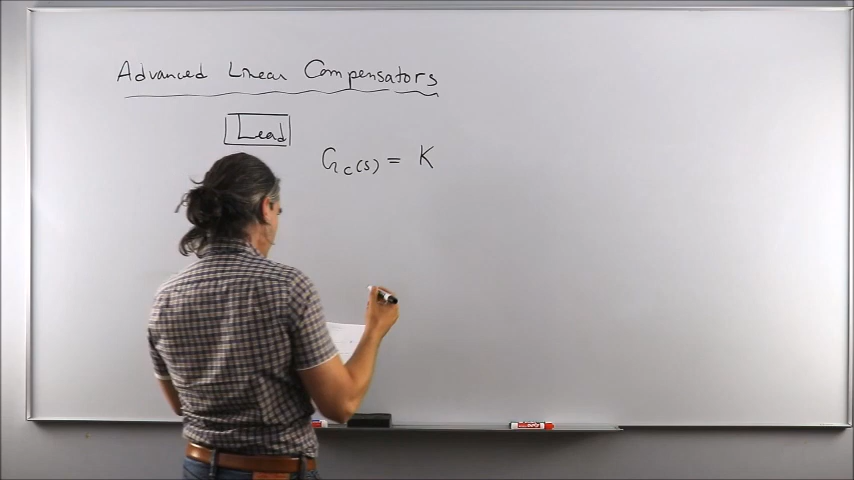 Advanced Linear Compensators
Lead
Gc(s) = K